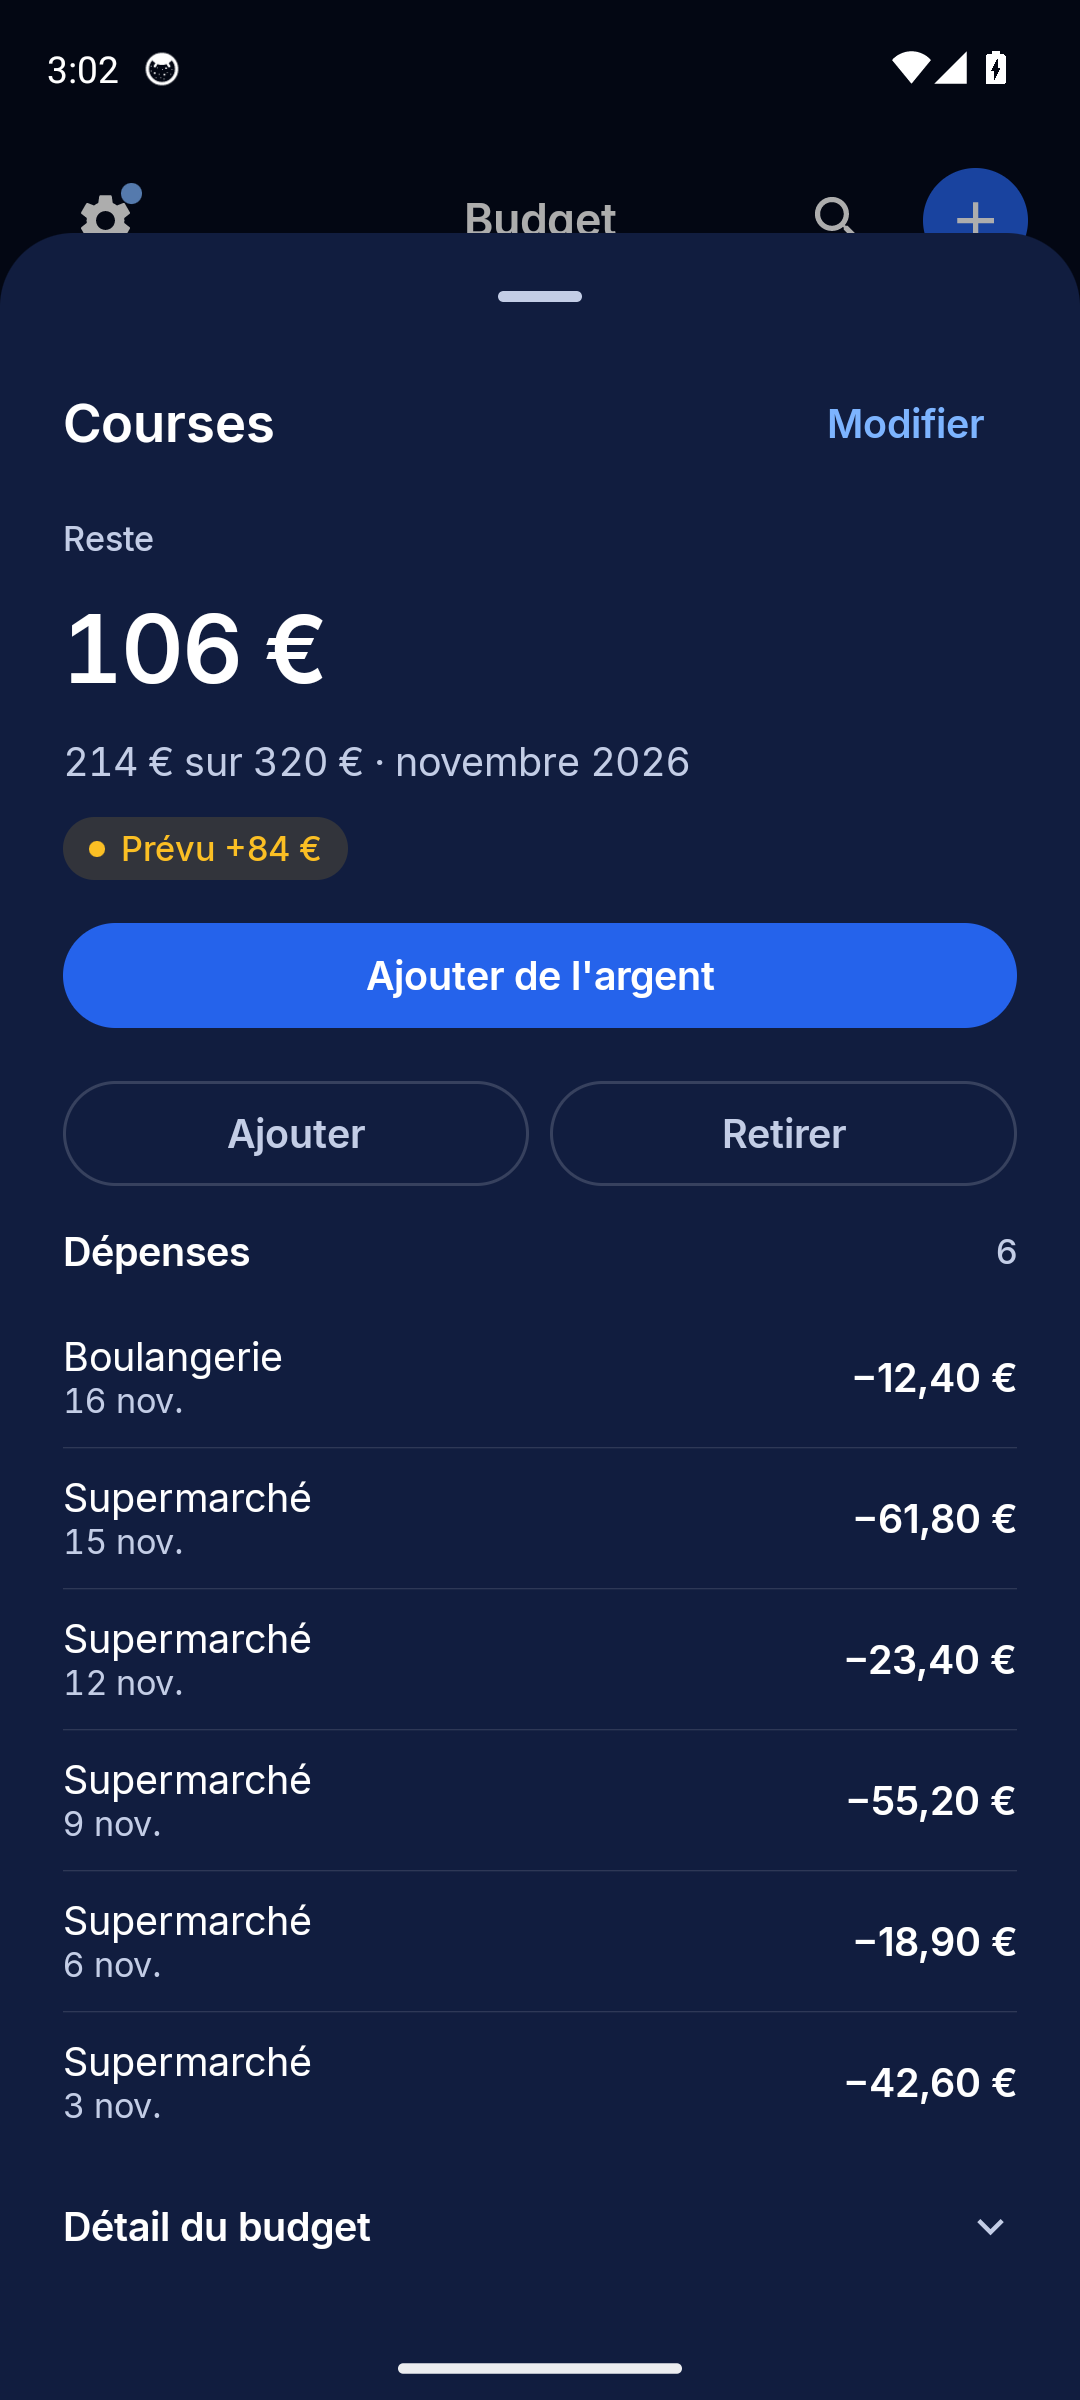 3:02
Budget
Courses
Modifier
Reste
106 €
214 € sur 320 € · novembre 2026
Prévu +84 €
Ajouter de l'argent
Ajouter
Retirer
Dépenses
6
Boulangerie
−12,40 €
16 nov.
Supermarché
−61,80 €
15 nov.
Supermarché
−23,40 €
12 nov.
Supermarché
−55,20 €
9 nov.
Supermarché
−18,90 €
6 nov.
Supermarché
−42,60 €
3 nov.
Détail du budget